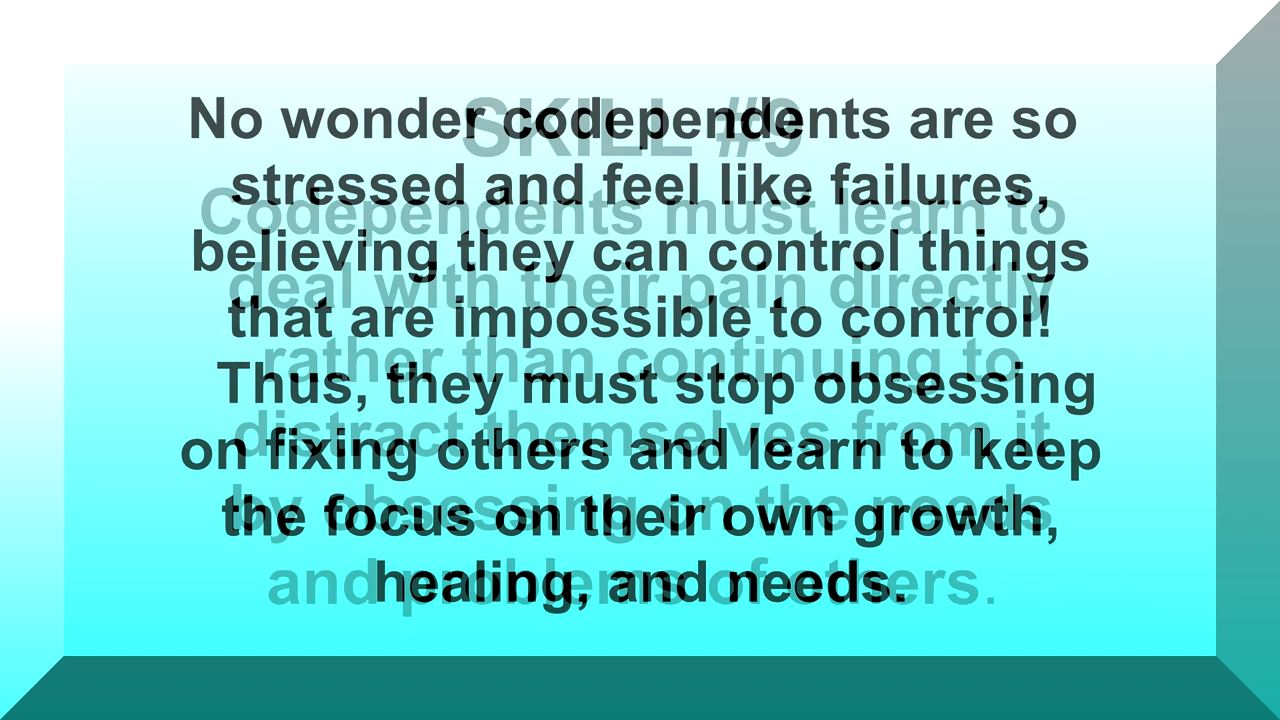 No wonder codependents are so
stressed and feel like failures,
believing they can control things
that are impossible to control!
Thus, they must stop obsessing
on fixing others and learn to keep
the focus on their own growth,
healing, and needs.
SKILL #9
Codependents must learn to
deal with their pain directly
rather than continuing to
distract themselves from it
by obsessing on the needs
and problems of others.